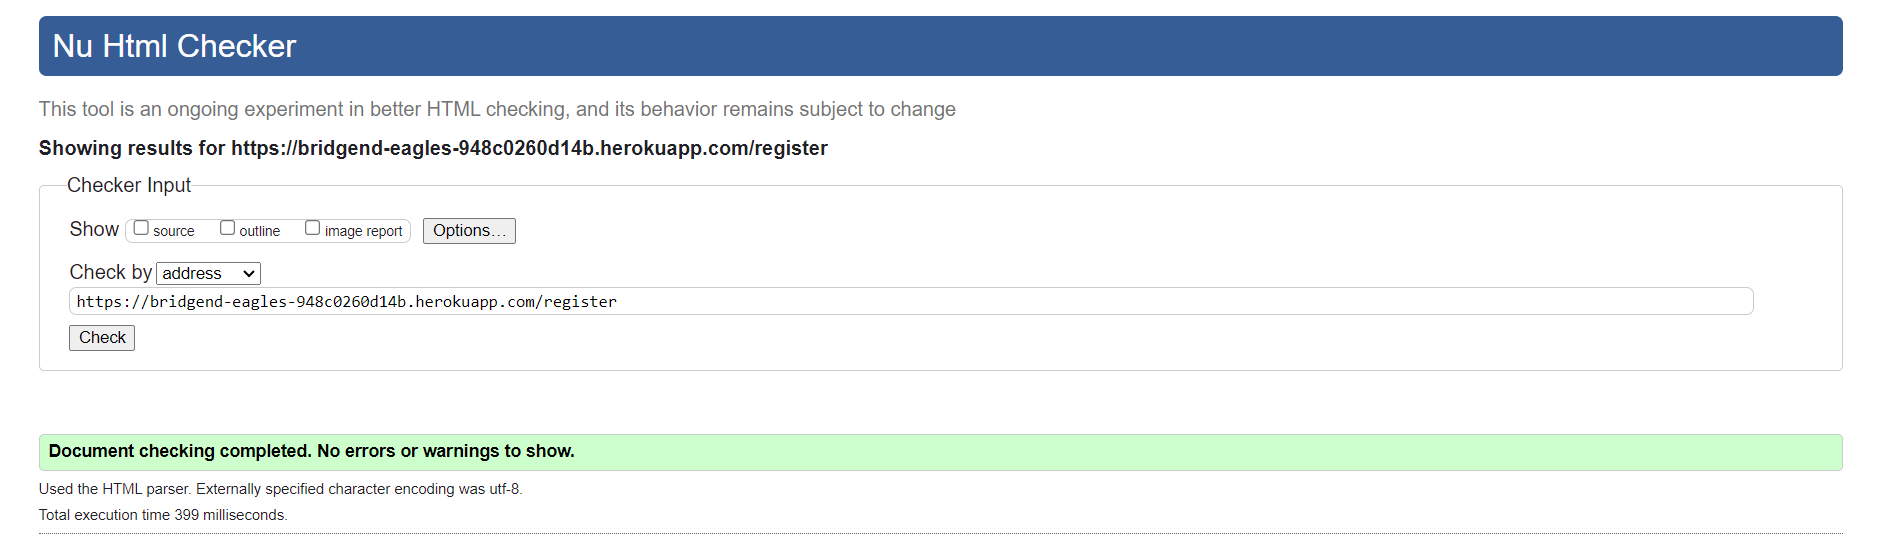 Nu Html Checker
This tool is an ongoing experiment in better HTML checking, and its behavior remains subject to change
Showing results for https://bridgend-eagles-948c0260d14b.herokuapp.com/register
Checker Input
Show source outline image report Options…
Check by address
https://bridgend-eagles-948c0260d14b.herokuapp.com/register
Check
Document checking completed. No errors or warnings to show.
Used the HTML parser. Externally specified character encoding was utf-8.
Total execution time 399 milliseconds.